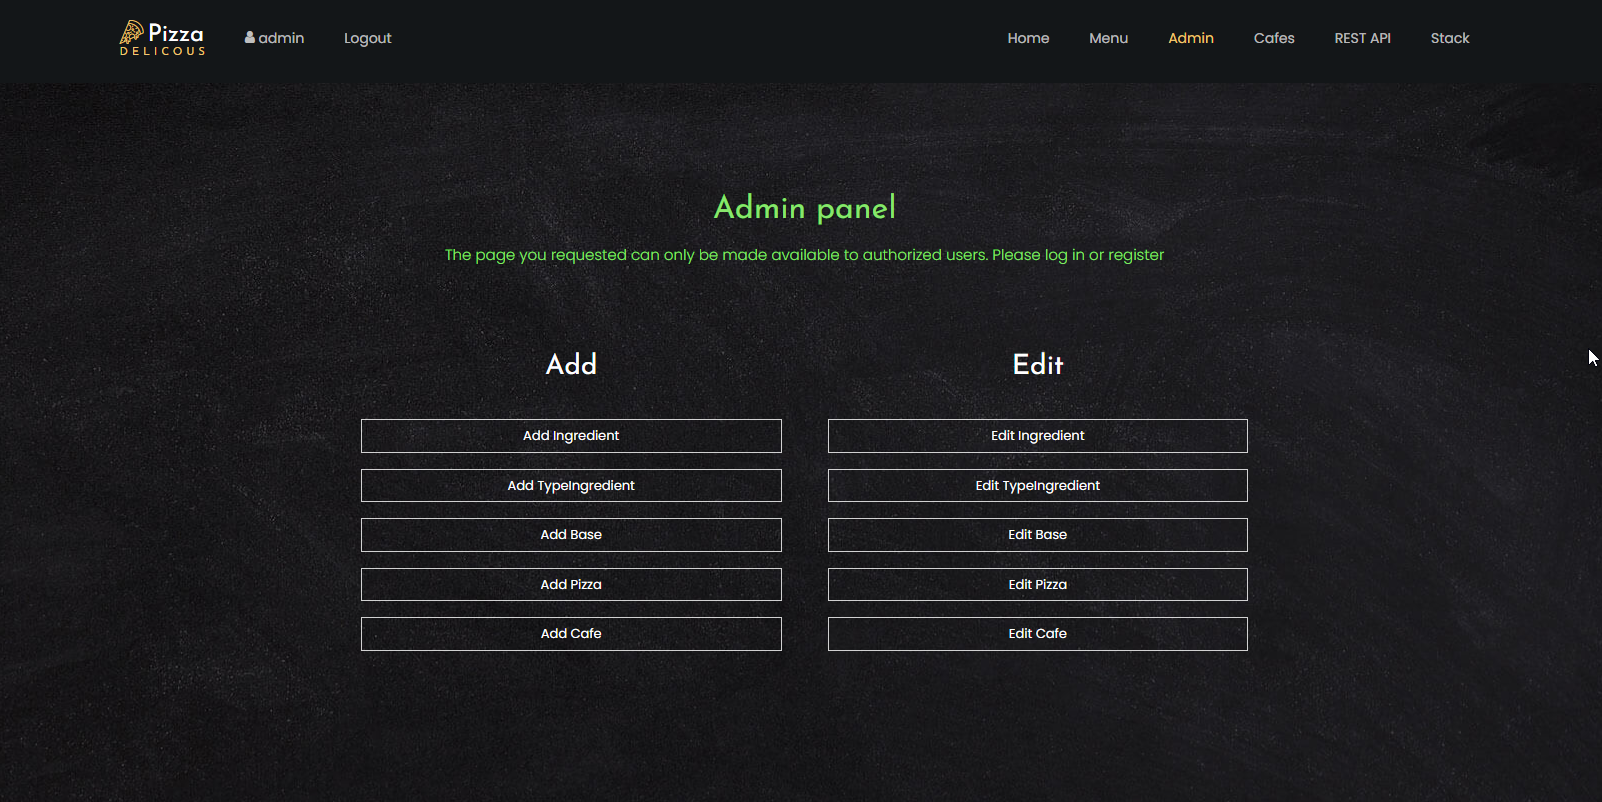 Pizza
DELICOUS
admin
Logout
Home
Menu
Admin
Cafes
REST API
Stack
Admin panel
The page you requested can only be made available to authorized users. Please log in or register
Add
Edit
Add Ingredient
Edit Ingredient
Add TypeIngredient
Edit TypeIngredient
Add Base
Edit Base
Add Pizza
Edit Pizza
Add Cafe
Edit Cafe